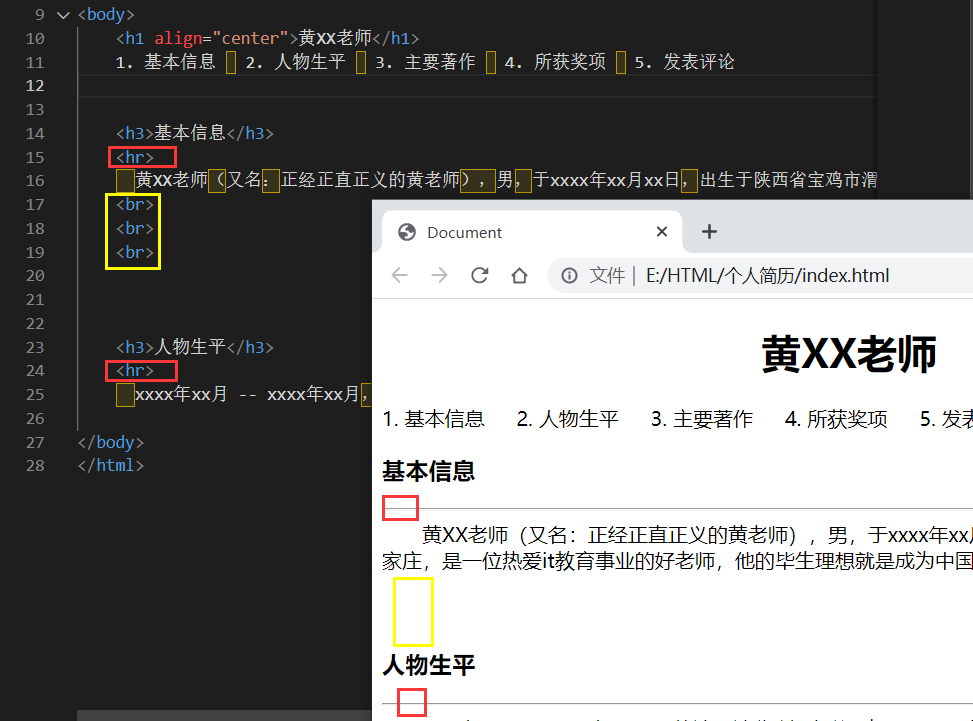 9 <body>
10 <h1 align="center">黄XX老师</h1>
11 1. 基本信息 2. 人物生平 3. 主要著作 4. 所获奖项 5. 发表评论
12
13
14 <h3>基本信息</h3>
15 <hr>
16 黄XX老师（又名：正经正直正义的黄老师），男，于xxxx年xx月xx日，出生于陕西省宝鸡市渭
17 <br>
18 <br>
19 <br>
20
21
22
23 <h3>人物生平</h3>
24 <hr>
25 xxxx年xx月 -- xxxx年xx月，
26
27 </body>
28 </html>
Document
文件 | E:/HTML/个人简历/index.html
黄XX老师
1. 基本信息 2. 人物生平 3. 主要著作 4. 所获奖项 5. 发表
基本信息
黄XX老师（又名：正经正直正义的黄老师），男，于xxxx年xx
家庄，是一位热爱it教育事业的好老师，他的毕生理想就是成为中国
人物生平